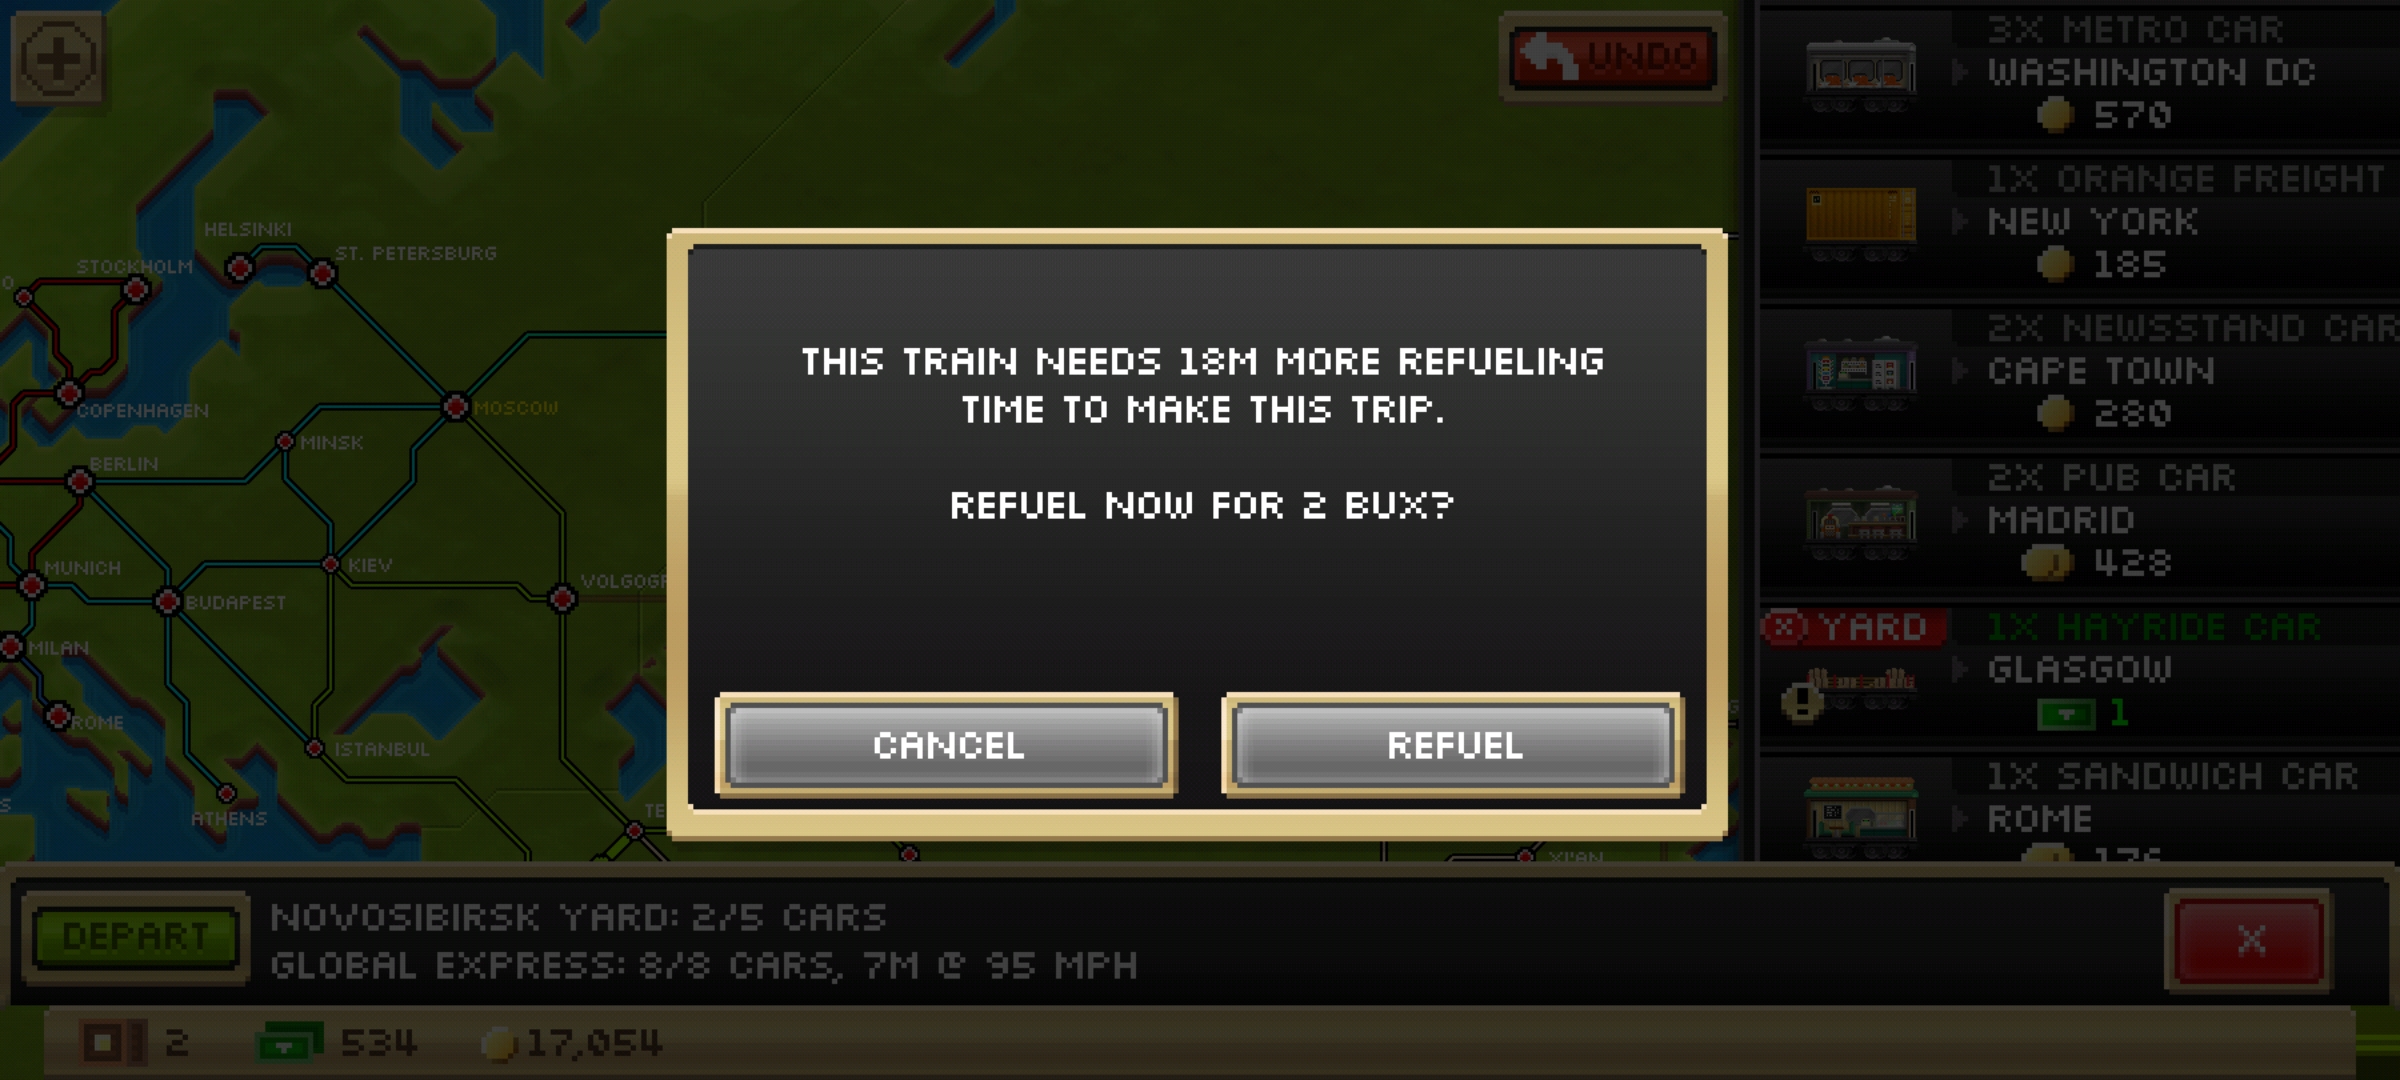 UNDO
HELSINKI
ST. PETERSBURG
STOCKHOLM
O
COPENHAGEN
MOSCOW
MINSK
BERLIN
MUNICH
KIEV
BUDAPEST
VOLGOGR
MILAN
ROME
ISTANBUL
ATHENS
S
TE
XI'AN
THIS TRAIN NEEDS 18M MORE REFUELING
TIME TO MAKE THIS TRIP.
REFUEL NOW FOR 2 BUX?
CANCEL
REFUEL
3X METRO CAR
WASHINGTON DC
570
1X ORANGE FREIGHT
NEW YORK
185
2X NEWSSTAND CAR
CAPE TOWN
280
2X PUB CAR
MADRID
428
X YARD
1X HAYRIDE CAR
GLASGOW
1
1X SANDWICH CAR
ROME
DEPART
NOVOSIBIRSK YARD: 2/5 CARS
GLOBAL EXPRESS: 8/8 CARS, 7M @ 95 MPH
X
2
534
17,054